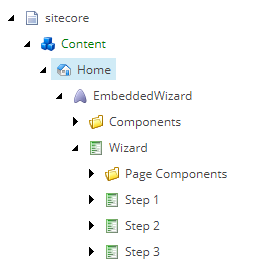 sitecore
Content
Home
EmbeddedWizard
Components
Wizard
Page Components
Step 1
Step 2
Step 3